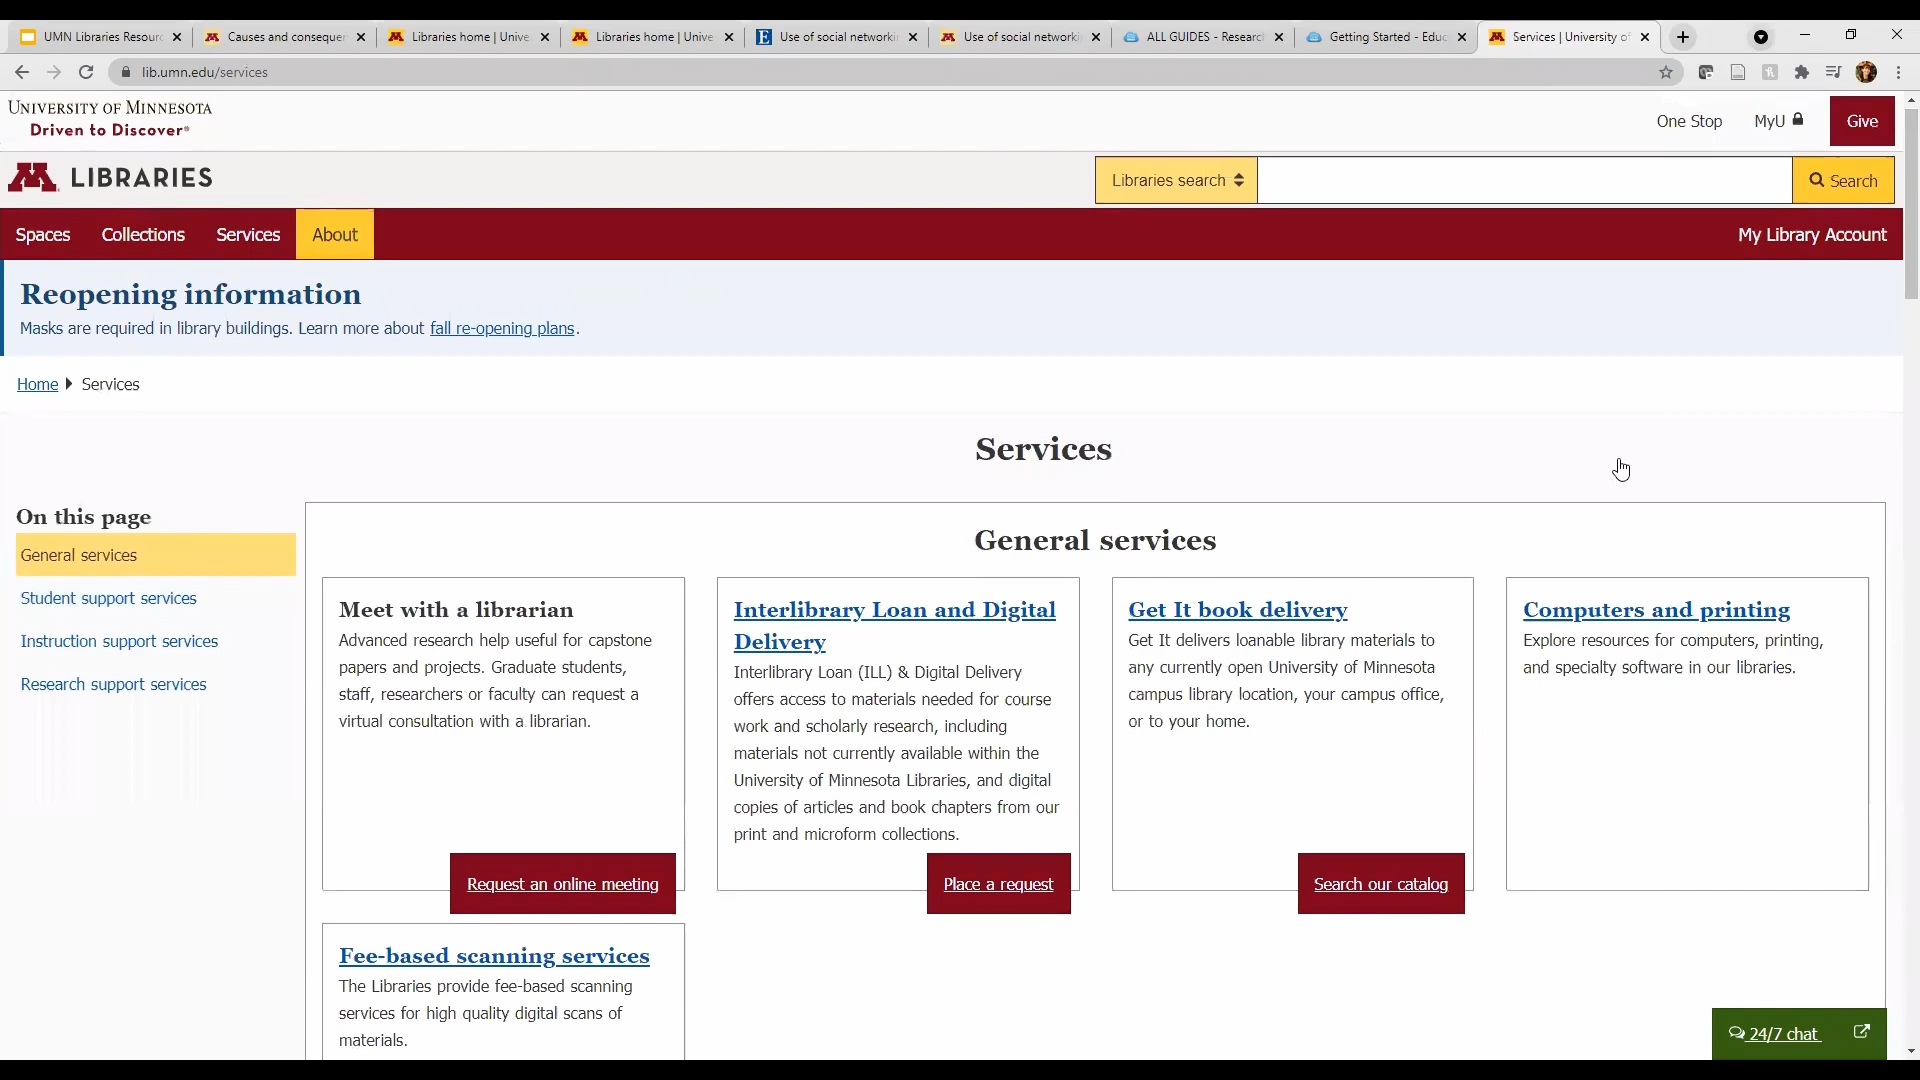 UMN Libraries Resour
Causes and consequen
Libraries home | Unive
Libraries home | Unive
Use of social networki
Use of social networki
ALL GUIDES - Research
Getting Started - Educ
Services | University of
lib.umn.edu/services
UNIVERSITY OF MINNESOTA
Driven to Discover®
One Stop
MyU
Give
LIBRARIES
Libraries search
Search
Spaces
Collections
Services
About
My Library Account
Reopening information
Masks are required in library buildings. Learn more about fall re-opening plans.
Home Services
Services
On this page
General services
Student support services
Instruction support services
Research support services
General services
Meet with a librarian
Advanced research help useful for capstone
papers and projects. Graduate students,
staff, researchers or faculty can request a
virtual consultation with a librarian.
Request an online meeting
Interlibrary Loan and Digital
Delivery
Interlibrary Loan (ILL) & Digital Delivery
offers access to materials needed for course
work and scholarly research, including
materials not currently available within the
University of Minnesota Libraries, and digital
copies of articles and book chapters from our
print and microform collections.
Place a request
Get It book delivery
Get It delivers loanable library materials to
any currently open University of Minnesota
campus library location, your campus office,
or to your home.
Search our catalog
Computers and printing
Explore resources for computers, printing,
and specialty software in our libraries.
Fee-based scanning services
The Libraries provide fee-based scanning
services for high quality digital scans of
materials.
24/7 chat